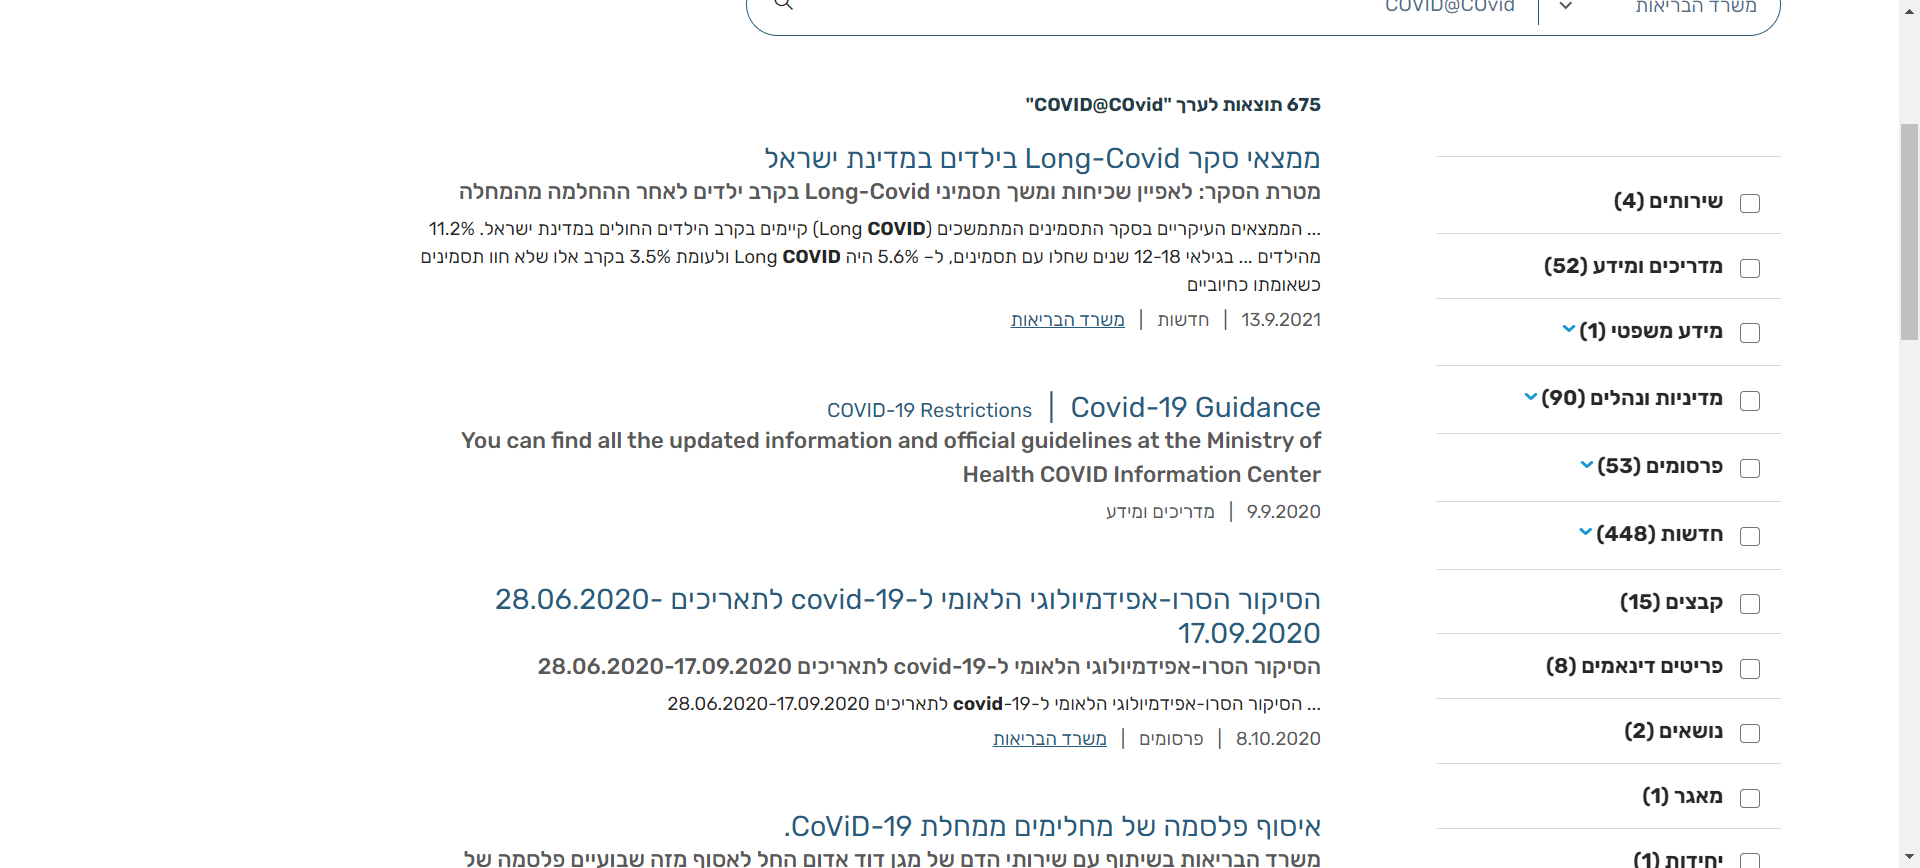 משרד הבריאות
COVID@COvid
675 תוצאות לערך "COVID@COvid"
ממצאי סקר Long-Covid בילדים במדינת ישראל
מטרת הסקר: לאפיין שכיחות ומשך תסמיני Long-Covid בקרב ילדים לאחר ההחלמה מהמחלה
... הממצאים העיקריים בסקר התסמינים המתמשכים (Long COVID) קיימים בקרב הילדים החולים במדינת ישראל. 11.2%
מהילדים ... בגילאי 12-18 שנים שחלו עם תסמינים, ל– 5.6% היה Long COVID ולעומת 3.5% בקרב אלו שלא חוו תסמינים
כשאומתו כחיוביים
13.9.2021 | חדשות | משרד הבריאות
Covid-19 Guidance | COVID-19 Restrictions
You can find all the updated information and official guidelines at the Ministry of
Health COVID Information Center
9.9.2020 | מדריכים ומידע
הסיקור הסרו-אפידמיולוגי הלאומי ל-covid-19 לתאריכים 28.06.2020-
17.09.2020
הסיקור הסרו-אפידמיולוגי הלאומי ל-covid-19 לתאריכים 28.06.2020-17.09.2020
... הסיקור הסרו-אפידמיולוגי הלאומי ל-covid-19 לתאריכים 28.06.2020-17.09.2020
8.10.2020 | פרסומים | משרד הבריאות
איסוף פלסמה של מחלימים ממחלת CoViD-19.
משרד הבריאות בשיתוף עם שירותי הדם של מגן דוד אדום החל לאסוף מזה שבועיים פלסמה של
שירותים (4)
מדריכים ומידע (52)
מידע משפטי (1)
מדיניות ונהלים (90)
פרסומים (53)
חדשות (448)
קבצים (15)
פריטים דינאמים (8)
נושאים (2)
מאגר (1)
יחידות (1)